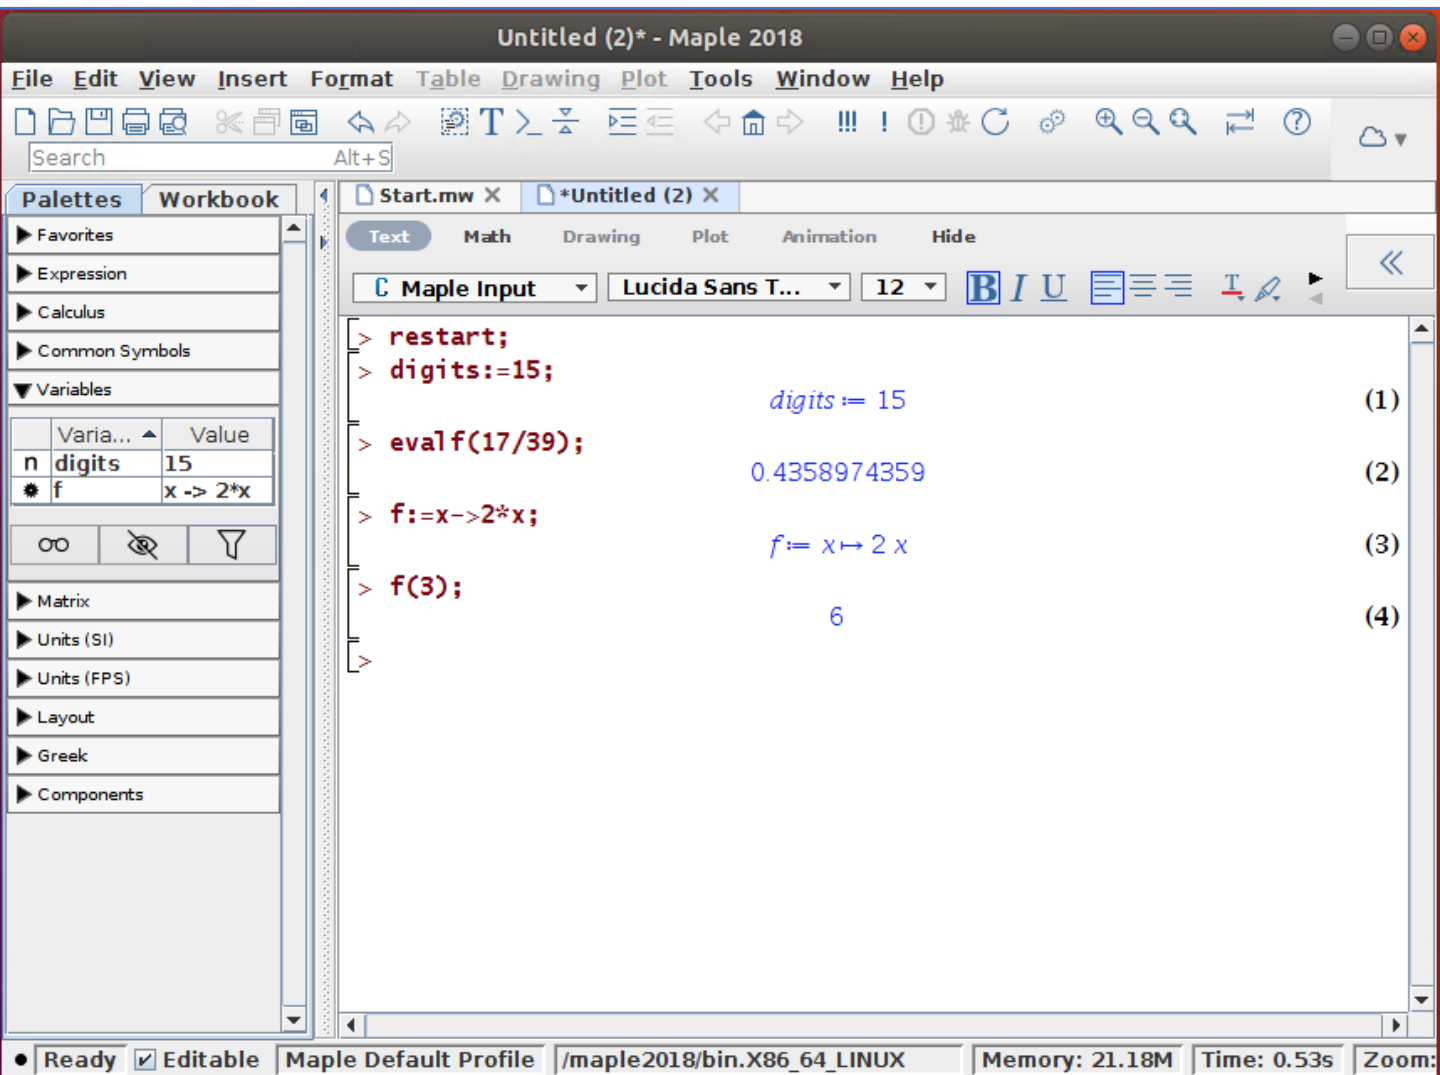 Untitled (2)* - Maple 2018
File Edit View Insert Format Table Drawing Plot Tools Window Help
Search Alt+S
Palettes Workbook
Favorites
Expression
Calculus
Common Symbols
Variables
Varia... Value
n digits 15
f x -> 2*x
Matrix
Units (SI)
Units (FPS)
Layout
Greek
Components
Start.mw *Untitled (2)
Text Math Drawing Plot Animation Hide
C Maple Input Lucida Sans T... 12 B I U T
> restart;
> digits:=15;
digits ≔ 15 (1)
> evalf(17/39);
0.4358974359 (2)
> f:=x->2*x;
f ≔ x ↦ 2 x (3)
> f(3);
6 (4)
>
Ready Editable Maple Default Profile /maple2018/bin.X86_64_LINUX Memory: 21.18M Time: 0.53s Zoom: